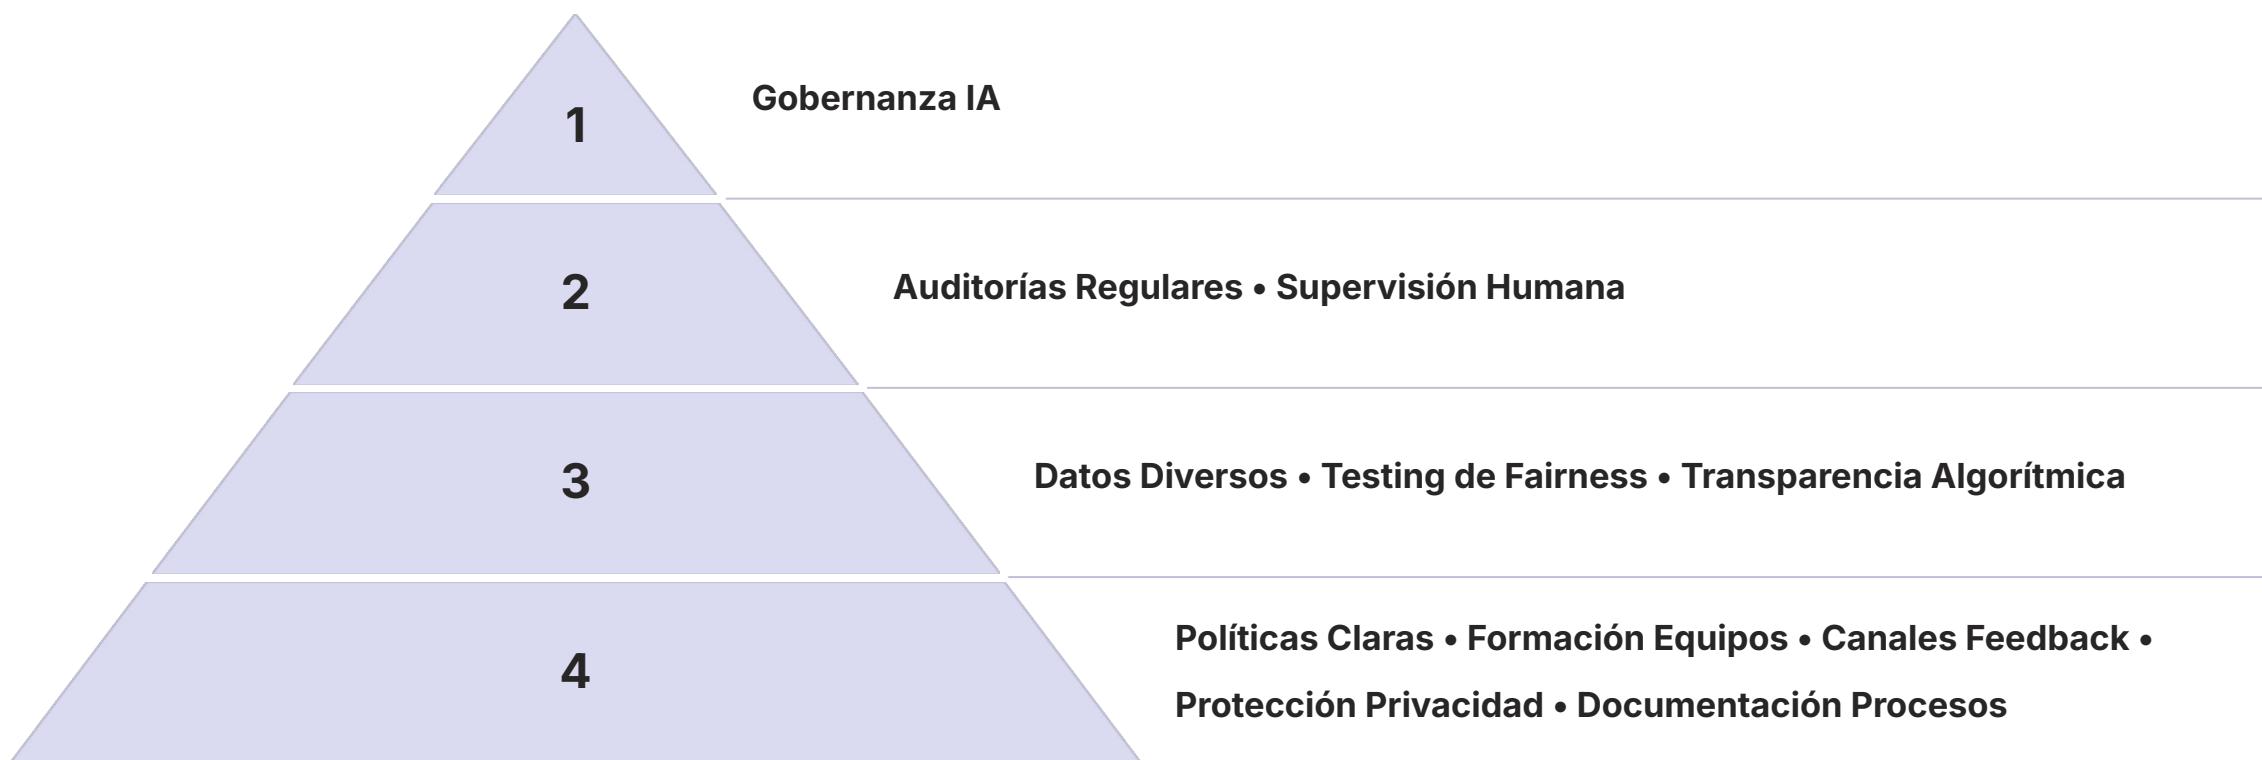 1
Gobernanza IA
2
Auditorías Regulares • Supervisión Humana
3
Datos Diversos • Testing de Fairness • Transparencia Algorítmica
4
Políticas Claras • Formación Equipos • Canales Feedback •
Protección Privacidad • Documentación Procesos